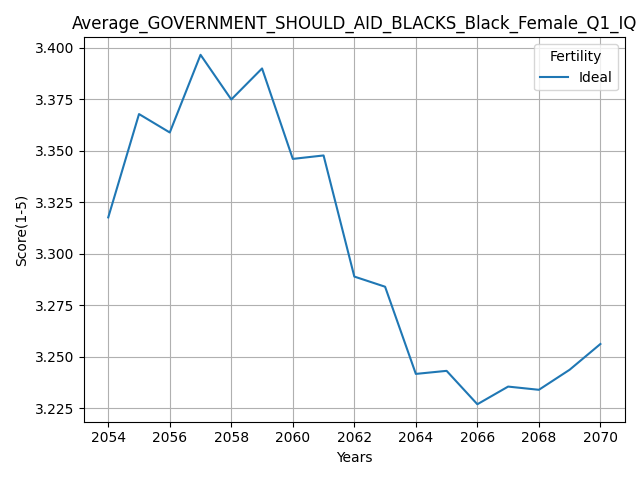 Average_GOVERNMENT_SHOULD_AID_BLACKS_Black_Female_Q1_IQ
3.400
3.375
3.350
3.325
3.300
3.275
3.250
3.225
Score(1-5)
Fertility
Ideal
2054 2056 2058 2060 2062 2064 2066 2068 2070
Years